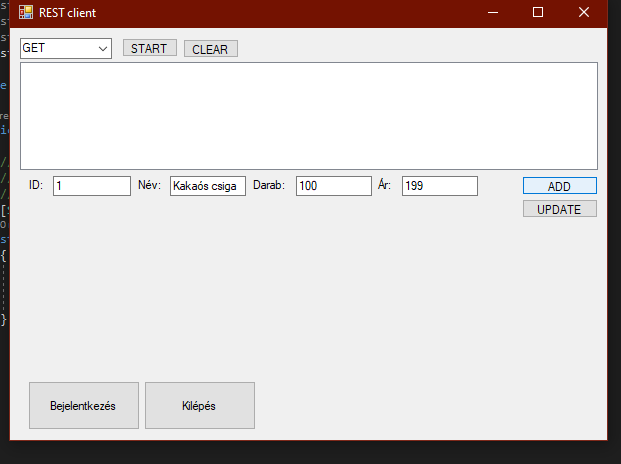 REST client
GET START CLEAR
ID: 1 Név: Kakaós csiga Darab: 100 Ár: 199 ADD
UPDATE
Bejelentkezés Kilépés